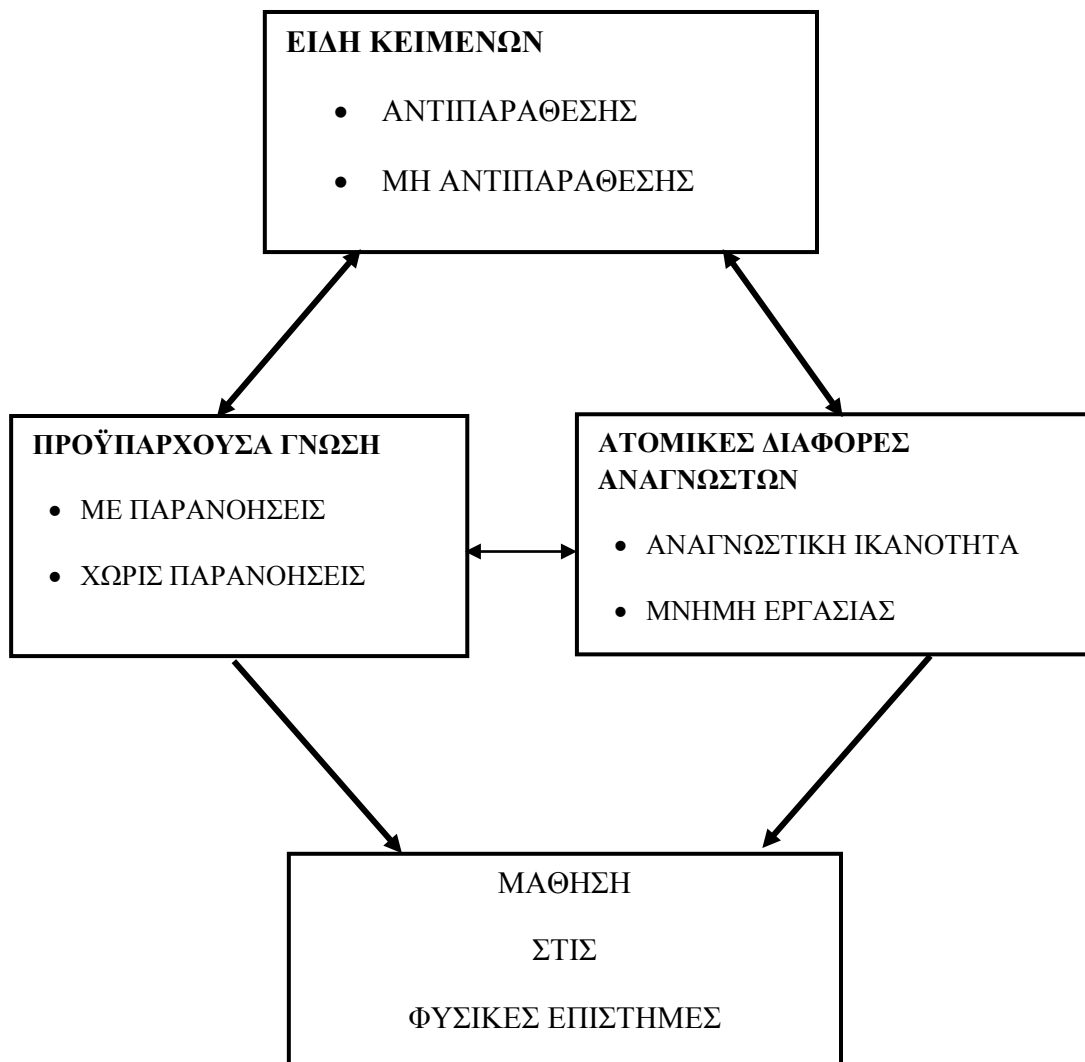 ΕΙΔΗ ΚΕΙΜΕΝΩΝ
• ΑΝΤΙΠΑΡΑΘΕΣΗΣ
• ΜΗ ΑΝΤΙΠΑΡΑΘΕΣΗΣ
ΠΡΟΫΠΑΡΧΟΥΣΑ ΓΝΩΣΗ
• ΜΕ ΠΑΡΑΝΟΗΣΕΙΣ
• ΧΩΡΙΣ ΠΑΡΑΝΟΗΣΕΙΣ
ΑΤΟΜΙΚΕΣ ΔΙΑΦΟΡΕΣ
ΑΝΑΓΝΩΣΤΩΝ
• ΑΝΑΓΝΩΣΤΙΚΗ ΙΚΑΝΟΤΗΤΑ
• ΜΝΗΜΗ ΕΡΓΑΣΙΑΣ
ΜΑΘΗΣΗ
ΣΤΙΣ
ΦΥΣΙΚΕΣ ΕΠΙΣΤΗΜΕΣ